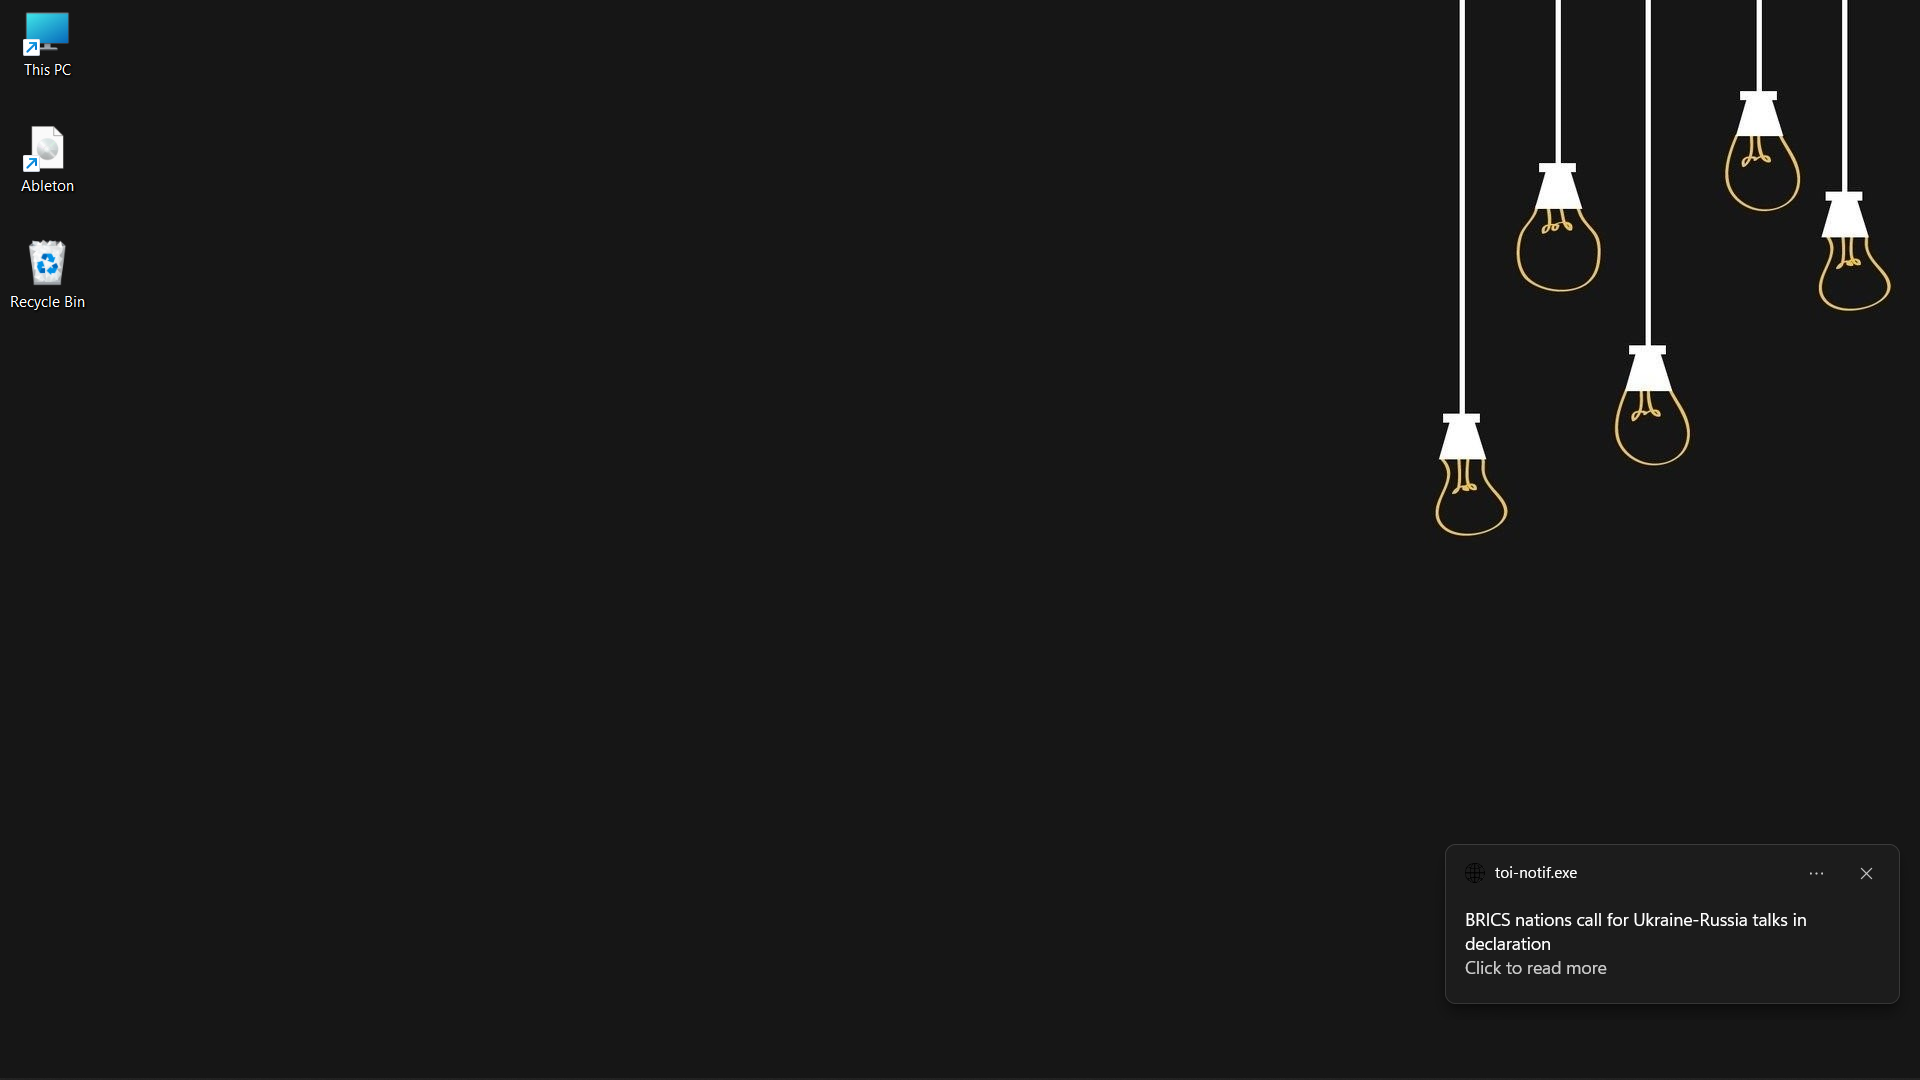 This PC
Ableton
Recycle Bin
toi-notif.exe
BRICS nations call for Ukraine-Russia talks in
declaration
Click to read more